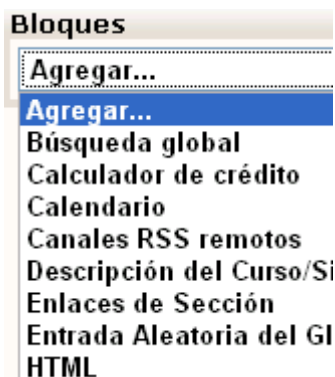 Bloques
Agregar...
Agregar...
Búsqueda global
Calculador de crédito
Calendario
Canales RSS remotos
Descripción del Curso/Si
Enlaces de Sección
Entrada Aleatoria del Gl
HTML